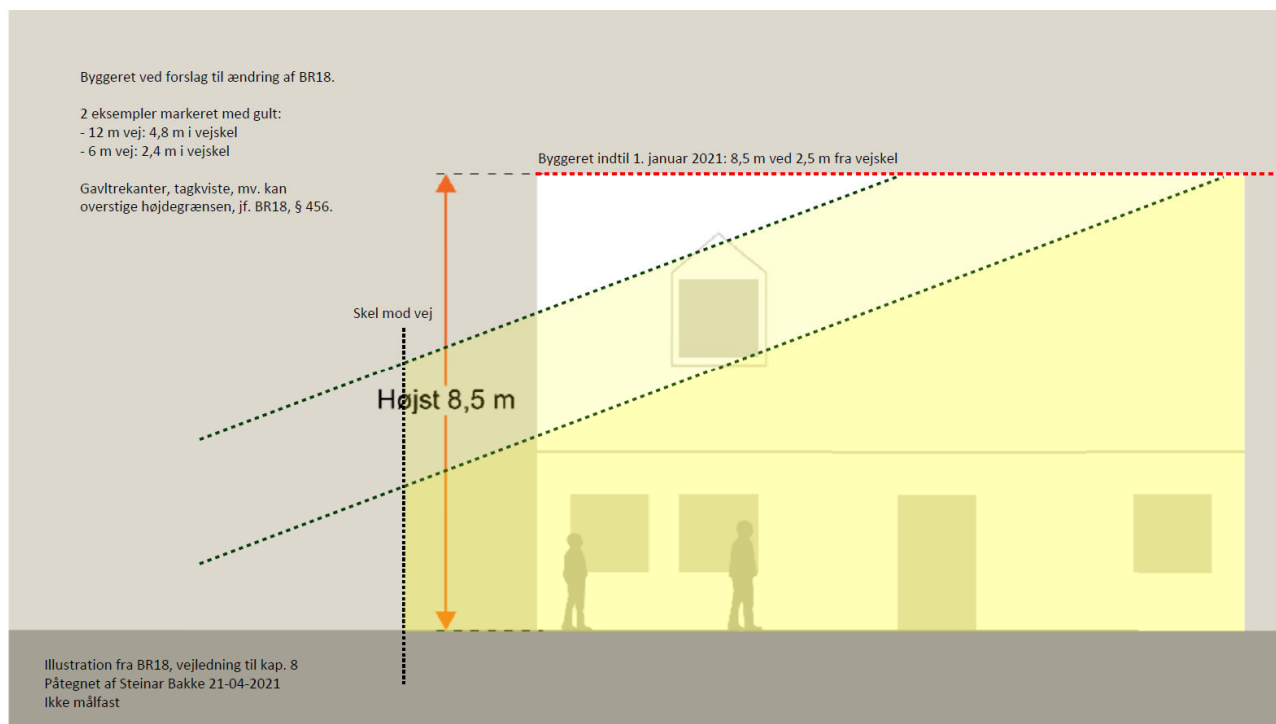 Byggeret ved forslag til ændring af BR18.
2 eksempler markeret med gult:
- 12 m vej: 4,8 m i vejskel
- 6 m vej: 2,4 m i vejskel
Gavltrekanter, tagkviste, mv. kan
overstige højdegrænsen, jf. BR18, § 456.
Byggeret indtil 1. januar 2021: 8,5 m ved 2,5 m fra vejskel
Skel mod vej
Højst 8,5 m
Illustration fra BR18, vejledning til kap. 8
Påtegnet af Steinar Bakke 21-04-2021
Ikke målfast